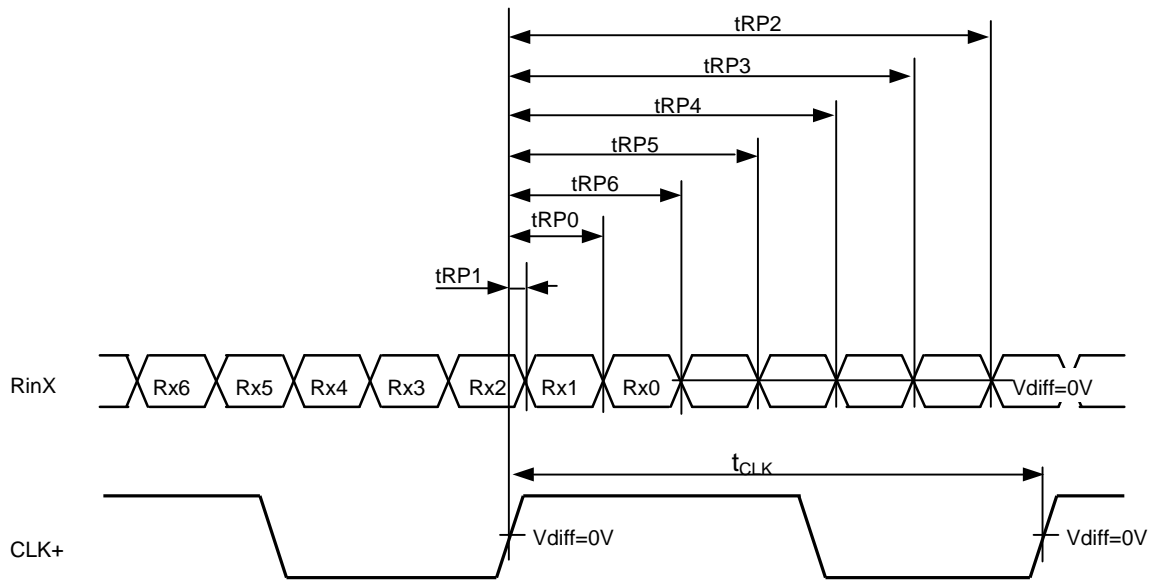 tRP2
tRP3
tRP4
tRP5
tRP6
tRP0
tRP1
RinX
Rx6 Rx5 Rx4 Rx3 Rx2 Rx1 Rx0 Vdiff=0V
tCLK
CLK+
Vdiff=0V Vdiff=0V